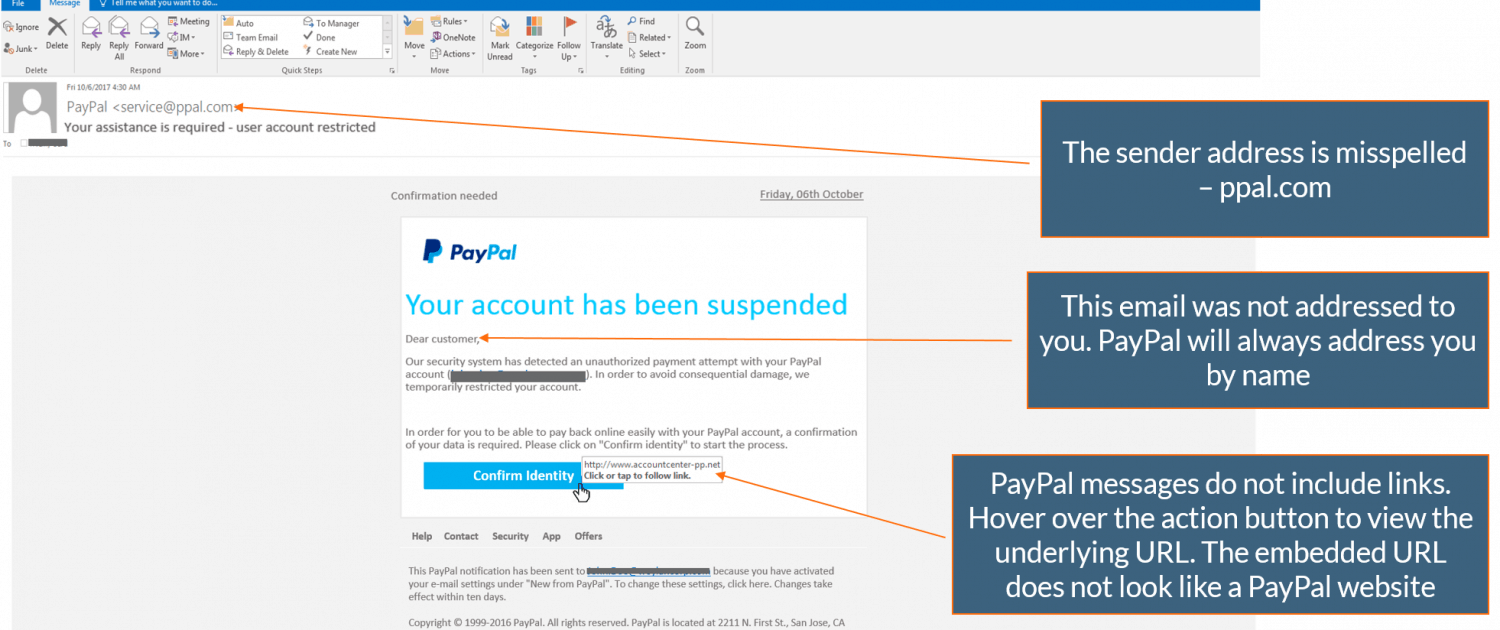 File Message Tell me what you want to do...
Ignore
Junk
Delete
Reply
Reply All
Forward
Meeting
IM
More
Auto
Team Email
Reply & Delete
To Manager
Done
Create New
Move
Rules
OneNote
Actions
Mark Unread
Categorize
Follow Up
Translate
Find
Related
Select
Zoom
Delete Respond Quick Steps Move Tags Editing Zoom
Fri 10/6/2017 4:30 AM
PayPal <service@ppal.com>
Your assistance is required - user account restricted
To
The sender address is misspelled
– ppal.com
Confirmation needed Friday, 06th October
PayPal
Your account has been suspended
Dear customer,
This email was not addressed to
you. PayPal will always address you
by name
Our security system has detected an unauthorized payment attempt with your PayPal
account ( ). In order to avoid consequential damage, we
temporarily restricted your account.
In order for you to be able to pay back online easily with your PayPal account, a confirmation
of your data is required. Please click on "Confirm identity" to start the process.
Confirm Identity
http://www.accountcenter-pp.net
Click or tap to follow link.
PayPal messages do not include links.
Hover over the action button to view the
underlying URL. The embedded URL
does not look like a PayPal website
Help Contact Security App Offers
This PayPal notification has been sent to because you have activated
your e-mail settings under "New from PayPal". To change these settings, click here. Changes take
effect within ten days.
Copyright © 1999-2016 PayPal. All rights reserved. PayPal is located at 2211 N. First St., San Jose, CA